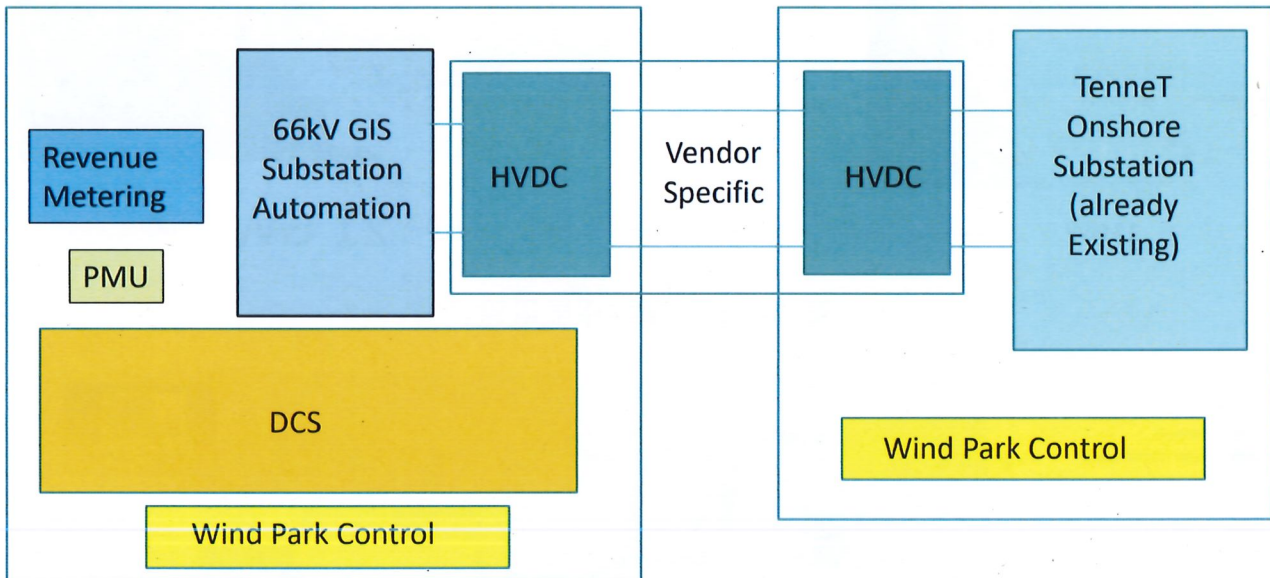 Revenue
Metering
PMU
66kV GIS
Substation
Automation
HVDC
Vendor
Specific
HVDC
TenneT
Onshore
Substation
(already
Existing)
DCS
Wind Park Control
Wind Park Control